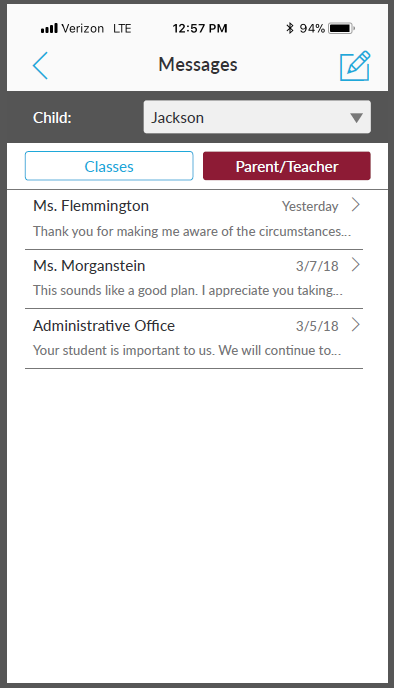 Verizon LTE 12:57 PM 94%
Messages
Child: Jackson
Classes Parent/Teacher
Ms. Flemmington Yesterday
Thank you for making me aware of the circumstances...
Ms. Morganstein 3/7/18
This sounds like a good plan. I appreciate you taking...
Administrative Office 3/5/18
Your student is important to us. We will continue to...